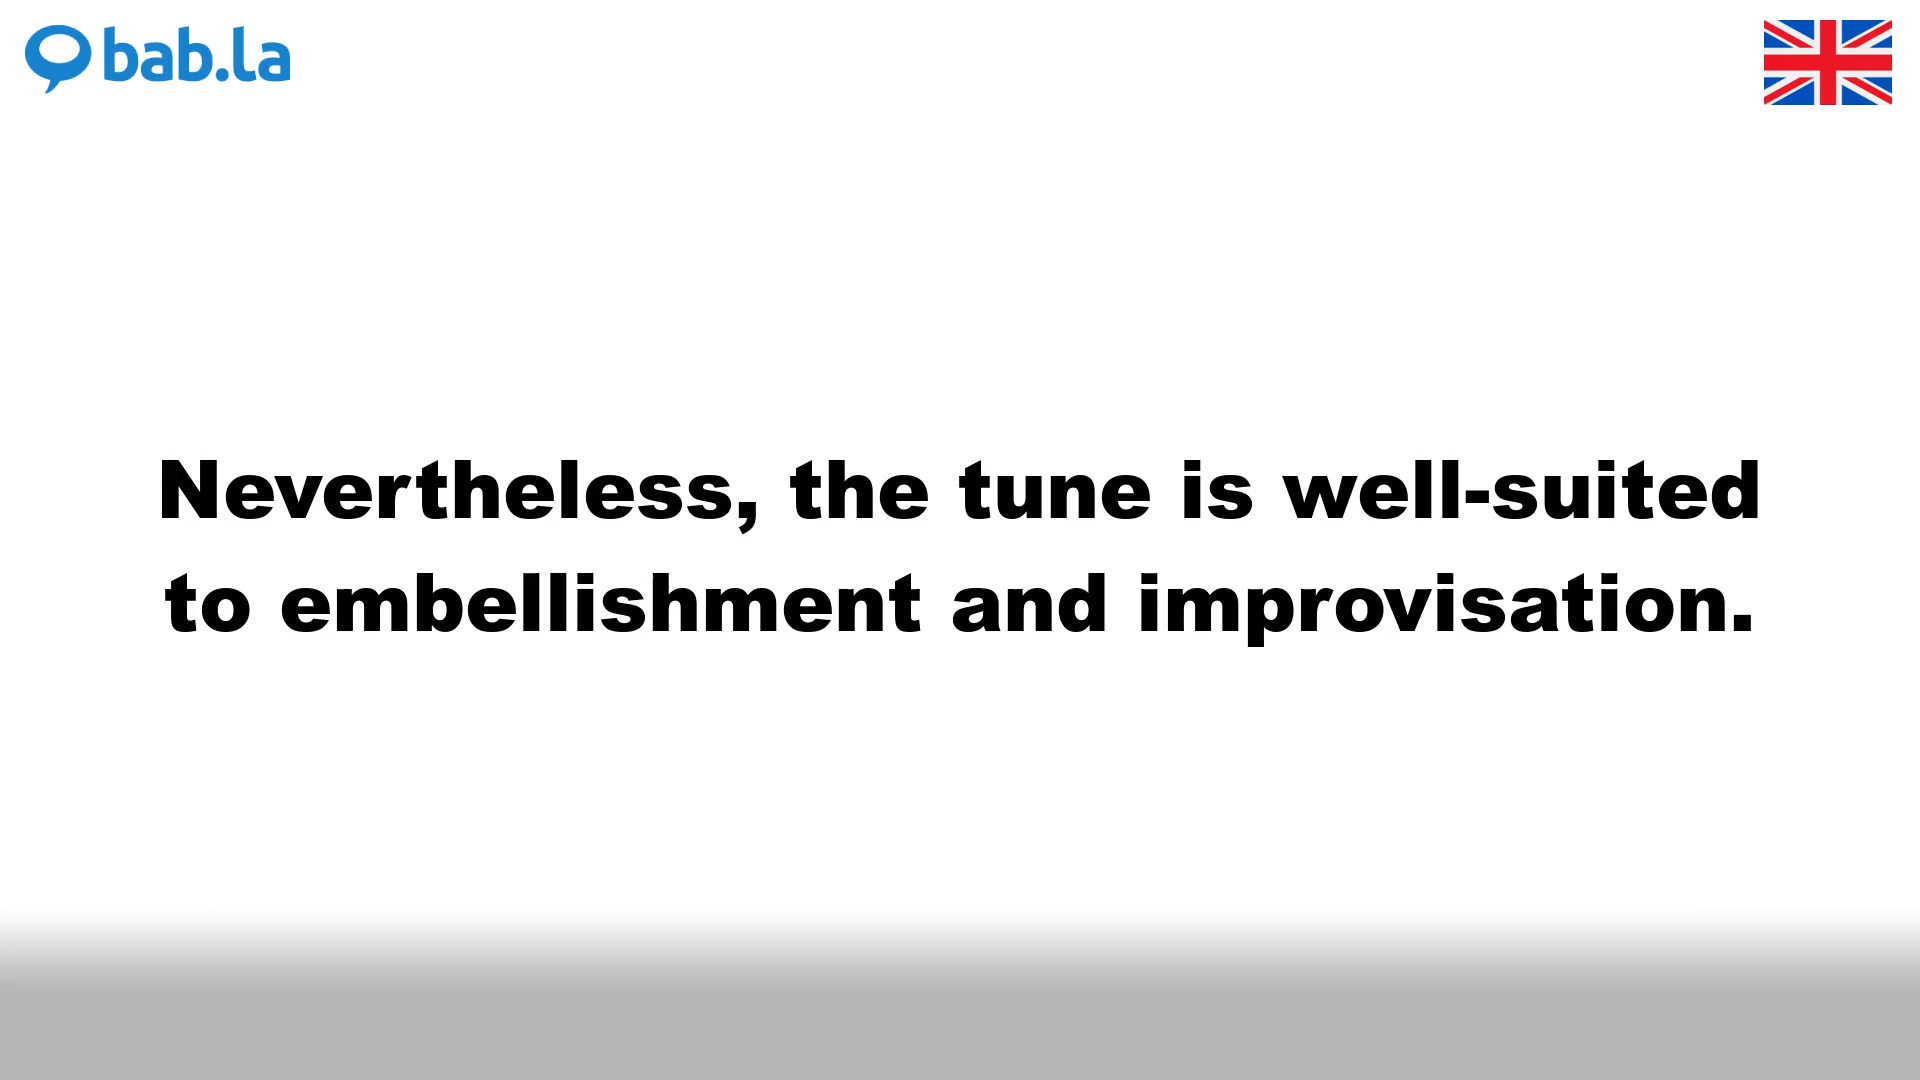 bab.la
Nevertheless, the tune is well-suited
to embellishment and improvisation.